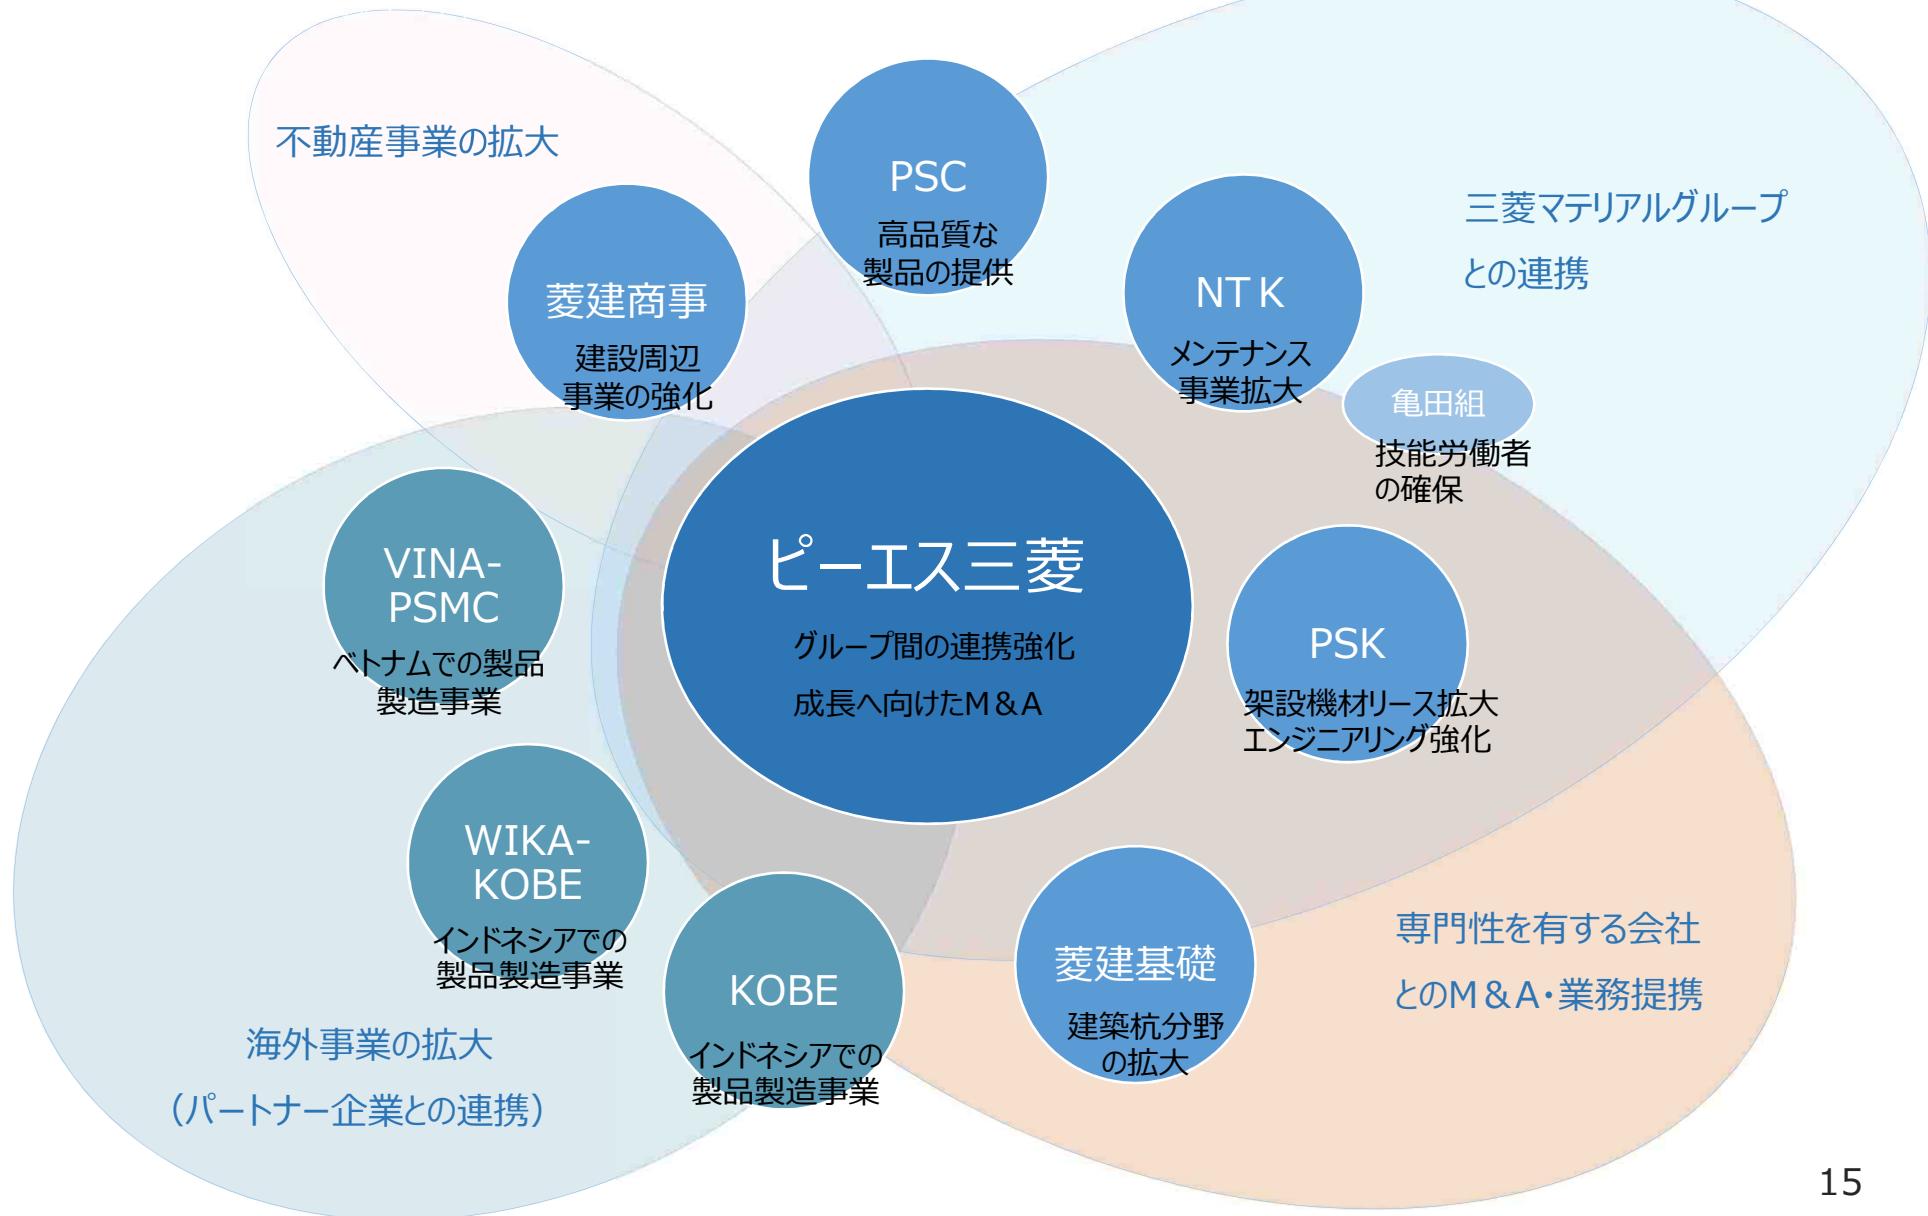 不動産事業の拡大
PSC
高品質な
製品の提供
三菱マテリアルグループ
との連携
菱建商事
建設周辺
事業の強化
NTK
メンテナンス
事業拡大
亀田組
技能労働者
の確保
VINA-
PSMC
ベトナムでの製品
製造事業
ピーエス三菱
グループ間の連携強化
成長へ向けたM&A
PSK
架設機材リース拡大
エンジニアリング強化
WIKA-
KOBE
インドネシアでの
製品製造事業
KOBE
インドネシアでの
製品製造事業
菱建基礎
建築杭分野
の拡大
専門性を有する会社
とのM&A・業務提携
海外事業の拡大
(パートナー企業との連携)
15